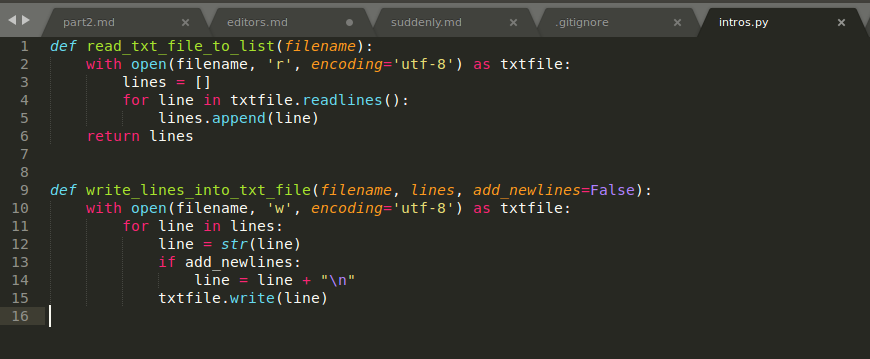 part2.md × editors.md suddenly.md × .gitignore × intros.py ×
1 def read_txt_file_to_list(filename):
2     with open(filename, 'r', encoding='utf-8') as txtfile:
3         lines = []
4         for line in txtfile.readlines():
5             lines.append(line)
6     return lines
7
8
9 def write_lines_into_txt_file(filename, lines, add_newlines=False):
10     with open(filename, 'w', encoding='utf-8') as txtfile:
11         for line in lines:
12             line = str(line)
13             if add_newlines:
14                 line = line + "\n"
15             txtfile.write(line)
16